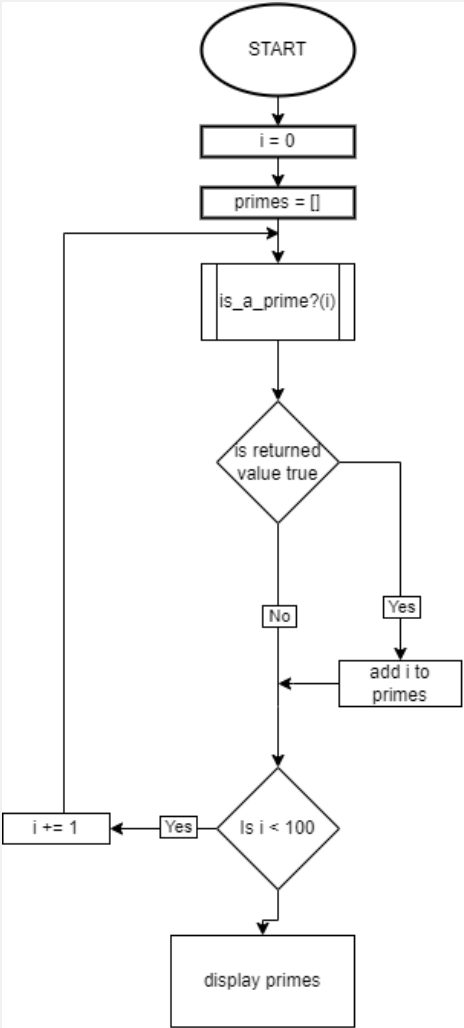 START
i = 0
primes = []
is_a_prime?(i)
is returned
value true
No
Yes
add i to
primes
i += 1
Yes
Is i < 100
display primes